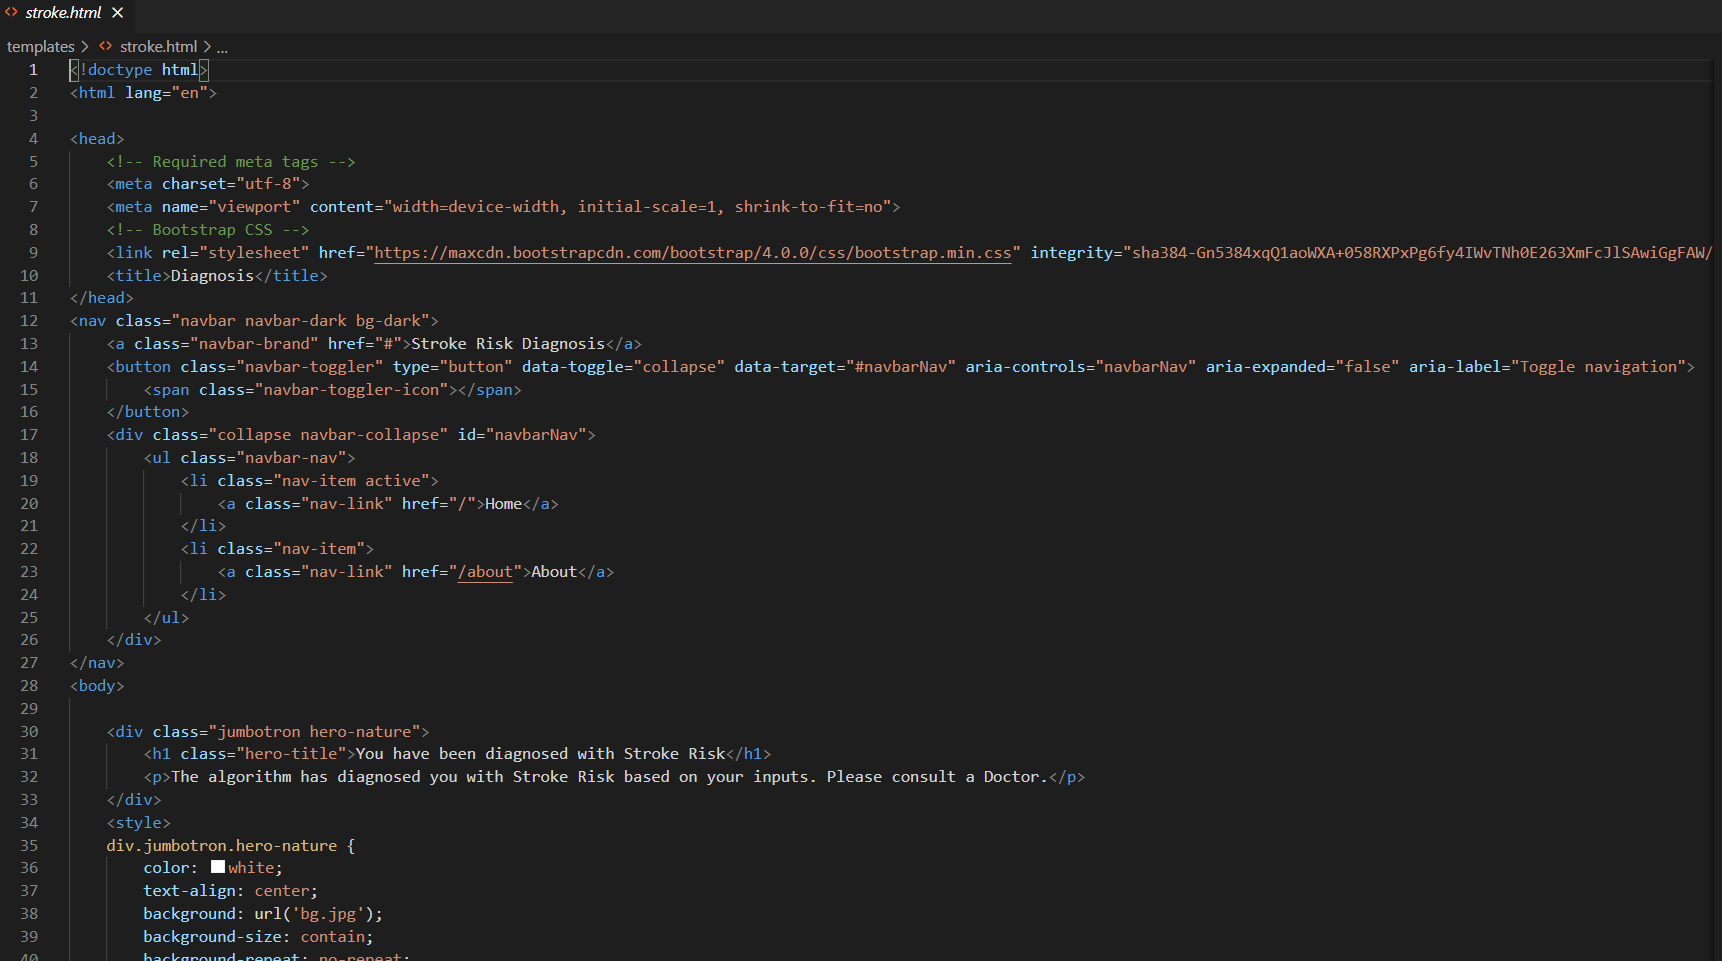 stroke.html
templates > stroke.html > ...
1 <!doctype html>
2 <html lang="en">
3
4 <head>
5 <!-- Required meta tags -->
6 <meta charset="utf-8">
7 <meta name="viewport" content="width=device-width, initial-scale=1, shrink-to-fit=no">
8 <!-- Bootstrap CSS -->
9 <link rel="stylesheet" href="https://maxcdn.bootstrapcdn.com/bootstrap/4.0.0/css/bootstrap.min.css" integrity="sha384-Gn5384xqQ1aoWXA+058RXPxPg6fy4IWvTNh0E263XmFcJlSAwiGgFAW/
10 <title>Diagnosis</title>
11 </head>
12 <nav class="navbar navbar-dark bg-dark">
13 <a class="navbar-brand" href="#">Stroke Risk Diagnosis</a>
14 <button class="navbar-toggler" type="button" data-toggle="collapse" data-target="#navbarNav" aria-controls="navbarNav" aria-expanded="false" aria-label="Toggle navigation">
15 <span class="navbar-toggler-icon"></span>
16 </button>
17 <div class="collapse navbar-collapse" id="navbarNav">
18 <ul class="navbar-nav">
19 <li class="nav-item active">
20 <a class="nav-link" href="/">Home</a>
21 </li>
22 <li class="nav-item">
23 <a class="nav-link" href="/about">About</a>
24 </li>
25 </ul>
26 </div>
27 </nav>
28 <body>
29
30 <div class="jumbotron hero-nature">
31 <h1 class="hero-title">You have been diagnosed with Stroke Risk</h1>
32 <p>The algorithm has diagnosed you with Stroke Risk based on your inputs. Please consult a Doctor.</p>
33 </div>
34 <style>
35 div.jumbotron.hero-nature {
36 color: white;
37 text-align: center;
38 background: url('bg.jpg');
39 background-size: contain;
40 background-repeat: no-repeat;